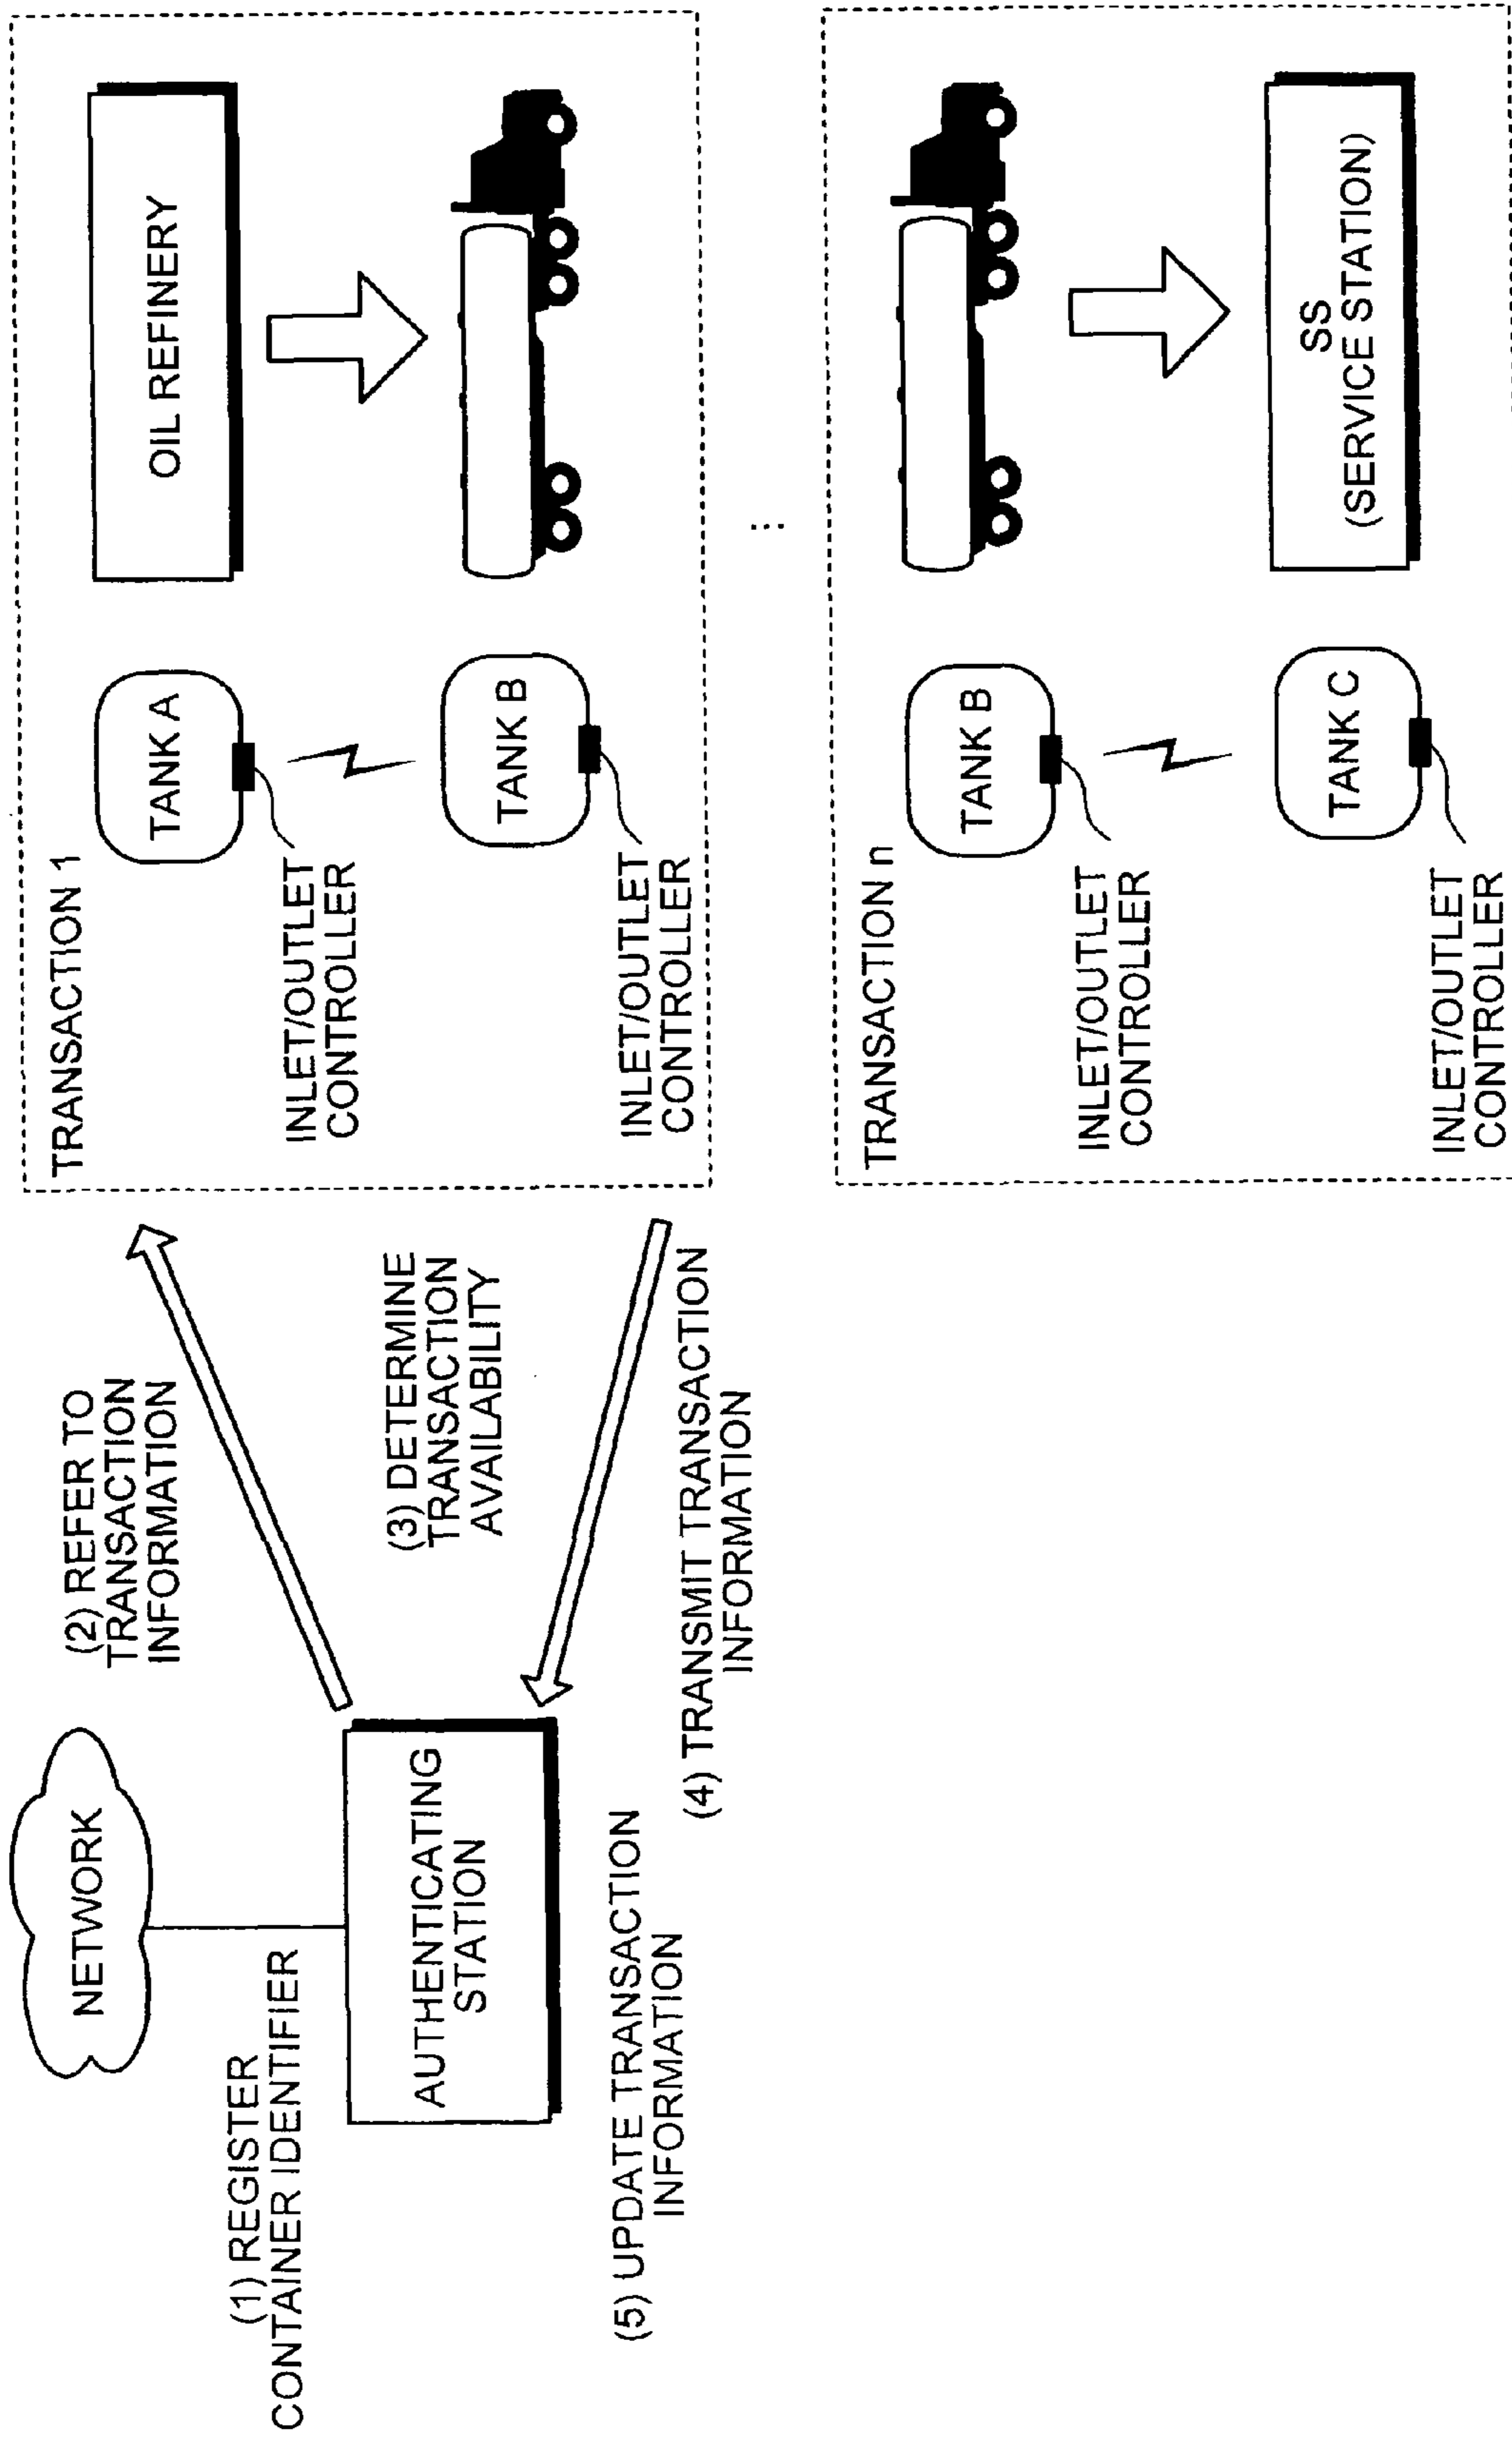 NETWORK
(1) REGISTER
CONTAINER IDENTIFIER
AUTHENTICATING
STATION
(2) REFER TO
TRANSACTION
INFORMATION
(3) DETERMINE
TRANSACTION
AVAILABILITY
(4) TRANSMIT TRANSACTION
INFORMATION
(5) UPDATE TRANSACTION
INFORMATION
TRANSACTION 1
TANK A
OIL REFINERY
INLET/OUTLET
CONTROLLER
TANK B
INLET/OUTLET
CONTROLLER
...
TRANSACTION n
TANK B
INLET/OUTLET
CONTROLLER
TANK C
SS
(SERVICE STATION)
INLET/OUTLET
CONTROLLER